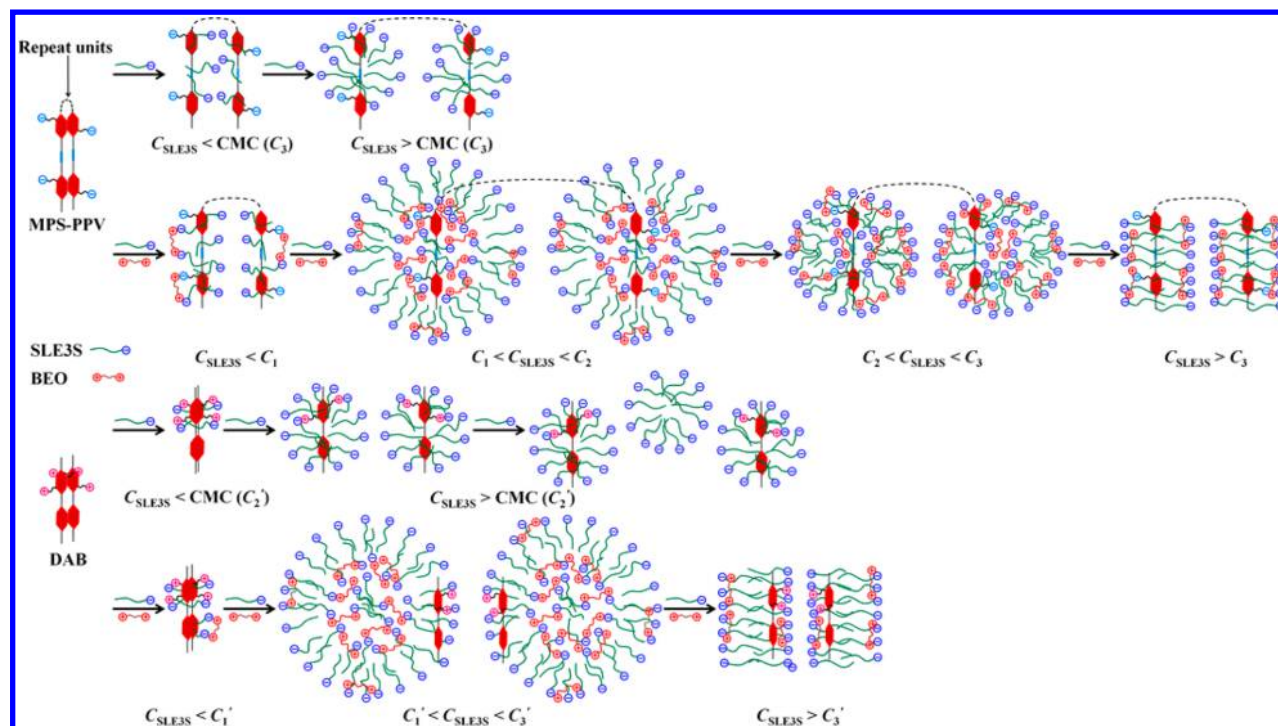 Repeat units
C_SLE3S < CMC (C_3)
C_SLE3S > CMC (C_3)
MPS-PPV
SLE3S
BEO
C_SLE3S < C_1
C_1 < C_SLE3S < C_2
C_2 < C_SLE3S < C_3
C_SLE3S > C_3
C_SLE3S < CMC (C_2')
C_SLE3S > CMC (C_2')
DAB
C_SLE3S < C_1'
C_1' < C_SLE3S < C_3'
C_SLE3S > C_3'